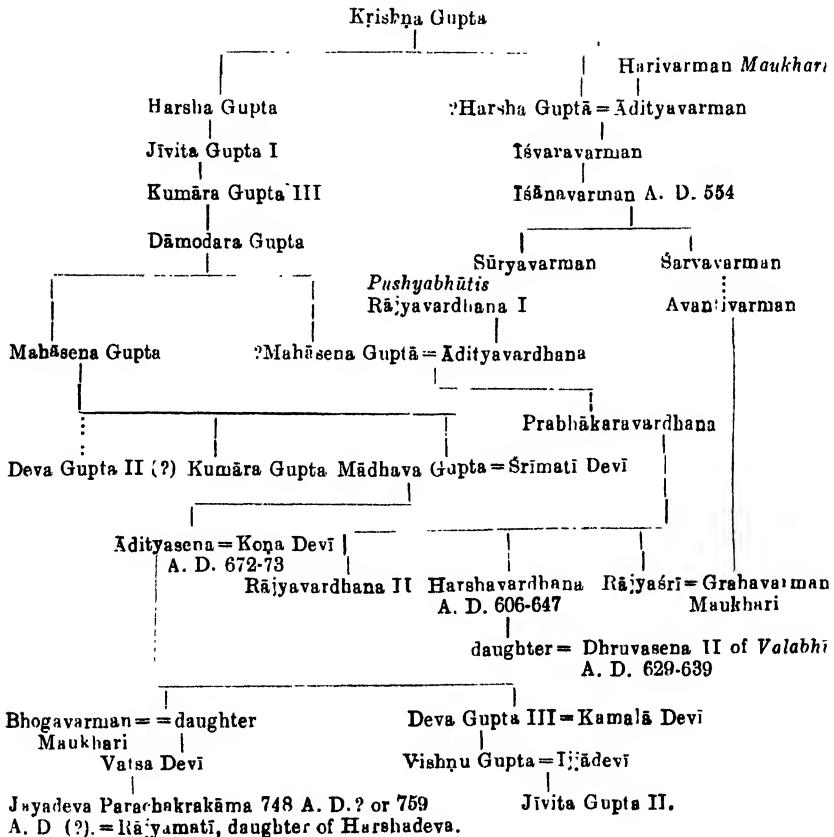 Kṛishṇa Gupta
Harivarman Maukhari
Harsha Gupta ?Harsha Guptā = Ādityavarman
Jīvita Gupta I Īśvaravarman
Kumāra Gupta III Īśānavarman A. D. 554
Dāmodara Gupta
Sūryavarman Śarvavarman
Pushyabhūtis
Rājyavardhana I Avantivarman
Mahāsena Gupta ?Mahāsena Guptā = Ādityavardhana
Prabhākaravardhana
Deva Gupta II (?) Kumāra Gupta Mādhava Gupta = Śrīmatī Devī
Ādityasena = Koṇa Devī
A. D. 672-73
Rājyavardhana II Harshavardhana Rājyaśrī = Grahavarman
A. D. 606-647 Maukhari
daughter = Dhruvasena II of Valabhī
A. D. 629-639
Bhogavarman = = daughter Deva Gupta III = Kamalā Devī
Maukhari
Vatsa Devī Vishṇu Gupta = Ijjādevī
Jayadeva Parachakrakāma 748 A. D.? or 759 Jīvita Gupta II.
A. D (?). = Rājyamatī, daughter of Harshadeva.